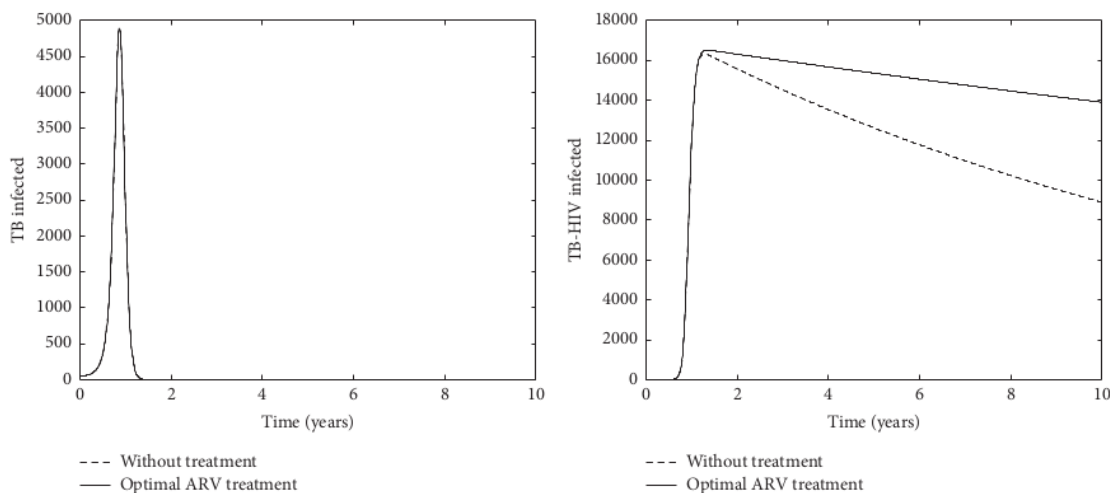 5000
4500
4000
3500
3000
2500
2000
1500
1000
500
0
TB infected
0 2 4 6 8 10
Time (years)
Without treatment
Optimal ARV treatment
18000
16000
14000
12000
10000
8000
6000
4000
2000
0
TB-HIV infected
0 2 4 6 8 10
Time (years)
Without treatment
Optimal ARV treatment